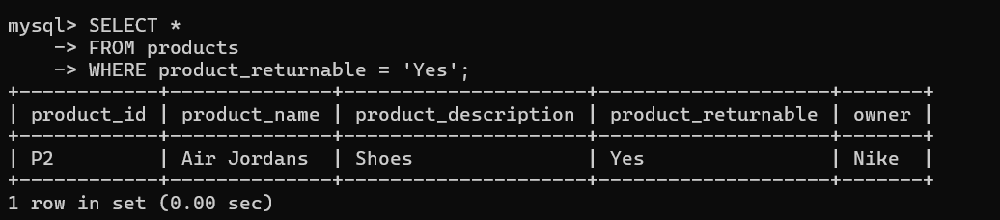 mysql> SELECT *
    -> FROM products
    -> WHERE product_returnable = 'Yes';
+------------+--------------+---------------------+--------------------+-------+
| product_id | product_name | product_description | product_returnable | owner |
+------------+--------------+---------------------+--------------------+-------+
| P2         | Air Jordans  | Shoes               | Yes                | Nike  |
+------------+--------------+---------------------+--------------------+-------+
1 row in set (0.00 sec)